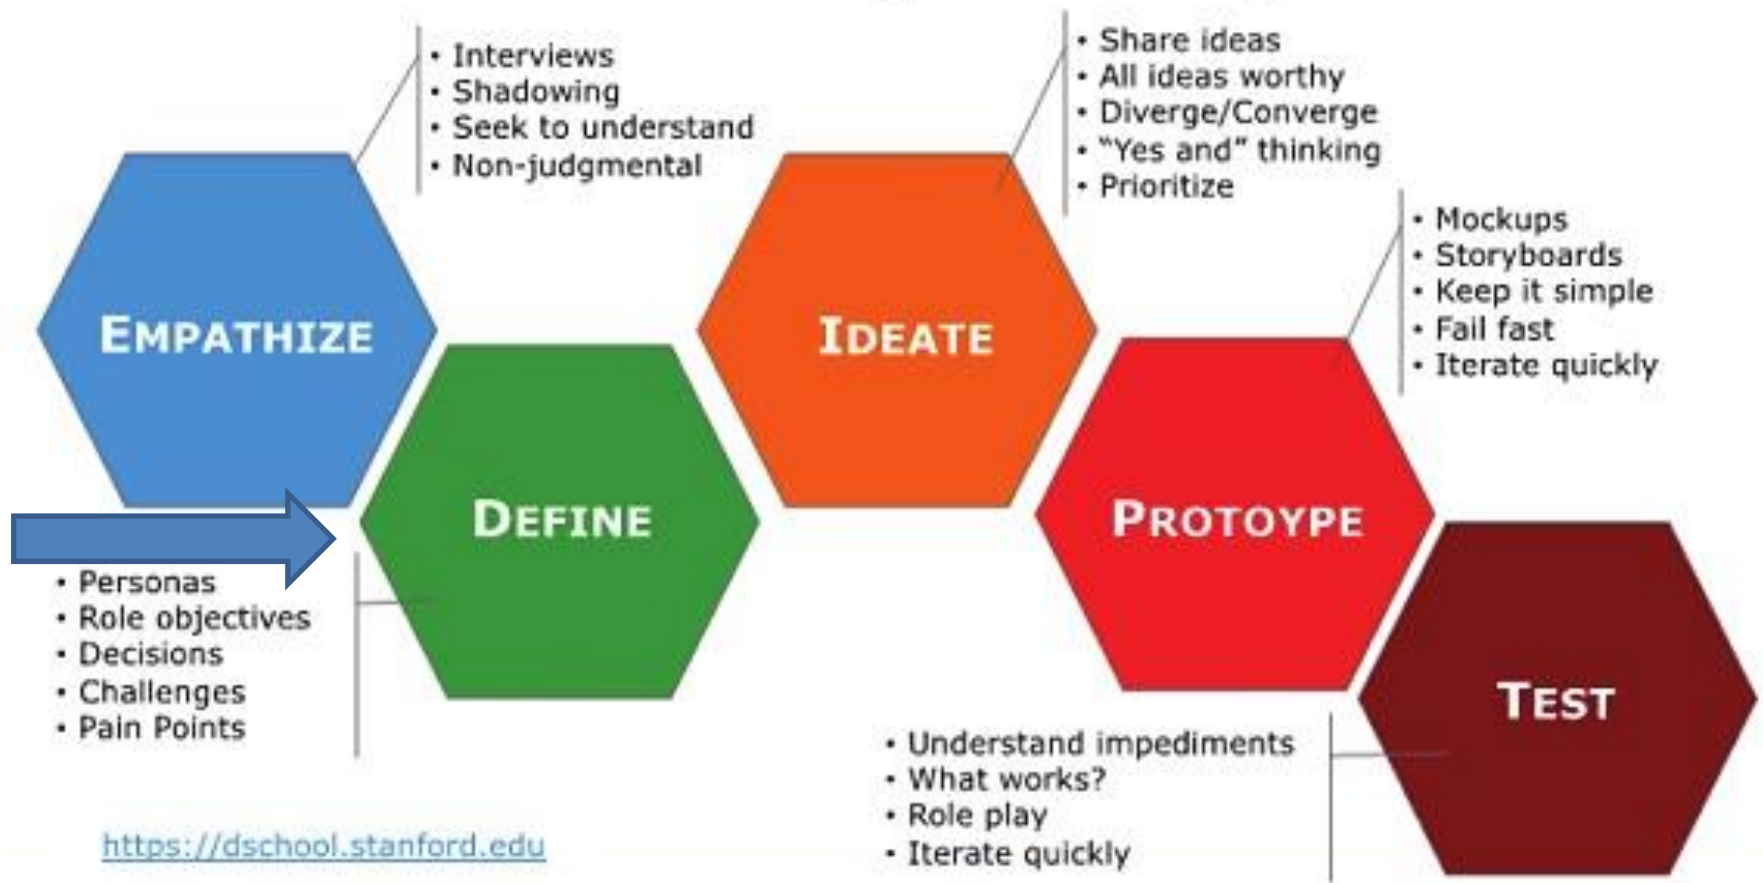 • Interviews
• Shadowing
• Seek to understand
• Non-judgmental
EMPATHIZE
DEFINE
• Personas
• Role objectives
• Decisions
• Challenges
• Pain Points
• Share ideas
• All ideas worthy
• Diverge/Converge
• “Yes and” thinking
• Prioritize
IDEATE
• Mockups
• Storyboards
• Keep it simple
• Fail fast
• Iterate quickly
PROTOYPE
TEST
• Understand impediments
• What works?
• Role play
• Iterate quickly
https://dschool.stanford.edu